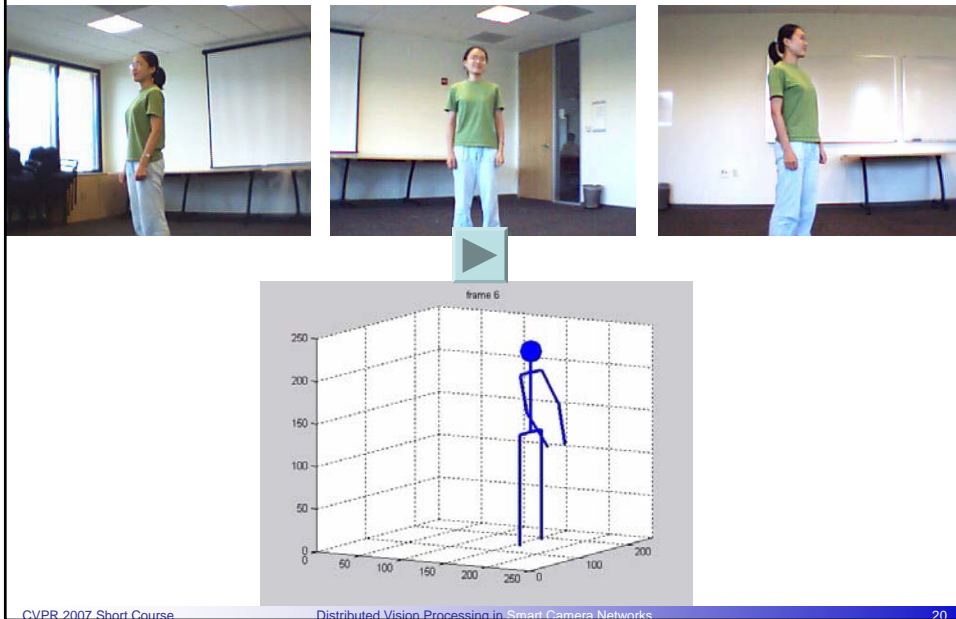 frame 6
250
200
150
100
50
0
0 50 100 150 200 250
0 100 200
CVPR 2007 Short Course Distributed Vision Processing in Smart Camera Networks 20